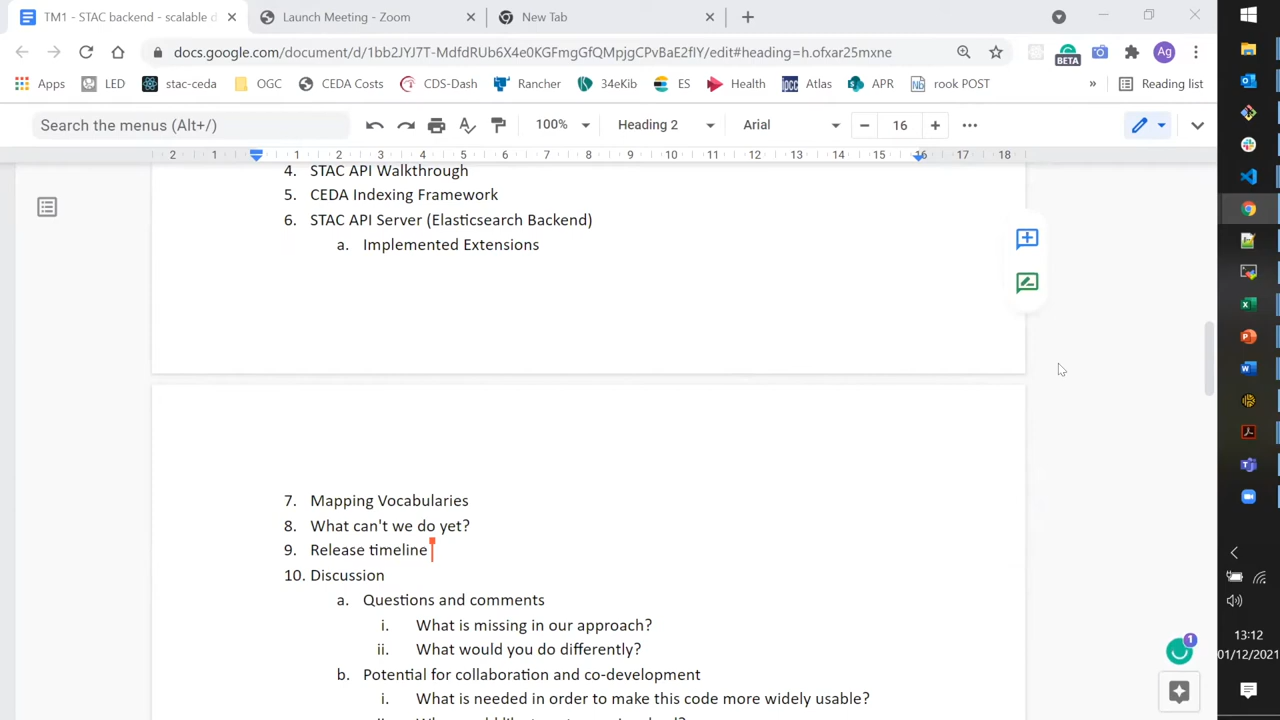 TM1 - STAC backend - scalable d
Launch Meeting - Zoom
New Tab
docs.google.com/document/d/1bb2JYJ7T-MdfdRUb6X4e0KGFmgGfQMpjgCPvBaE2fIY/edit#heading=h.ofxar25mxne
BETA
Ag
Apps
LED
stac-ceda
OGC
CEDA Costs
CDS-Dash
Rancher
34eKib
ES
Health
Atlas
APR
rook POST
»
Reading list
Search the menus (Alt+/)
100%
Heading 2
Arial
16
2 1 1 2 3 4 5 6 7 8 9 10 11 12 13 14 15 16 17 18
4. STAC API Walkthrough
5. CEDA Indexing Framework
6. STAC API Server (Elasticsearch Backend)
a. Implemented Extensions
7. Mapping Vocabularies
8. What can't we do yet?
9. Release timeline
10. Discussion
a. Questions and comments
i. What is missing in our approach?
ii. What would you do differently?
b. Potential for collaboration and co-development
i. What is needed in order to make this code more widely usable?
1
13:12
01/12/2021